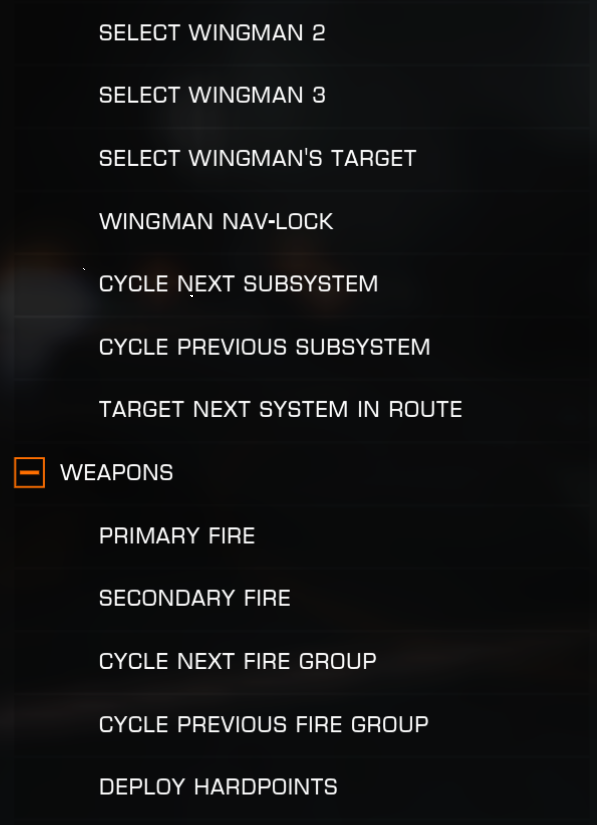 SELECT WINGMAN 2
SELECT WINGMAN 3
SELECT WINGMAN'S TARGET
WINGMAN NAV-LOCK
CYCLE NEXT SUBSYSTEM
CYCLE PREVIOUS SUBSYSTEM
TARGET NEXT SYSTEM IN ROUTE
WEAPONS
PRIMARY FIRE
SECONDARY FIRE
CYCLE NEXT FIRE GROUP
CYCLE PREVIOUS FIRE GROUP
DEPLOY HARDPOINTS